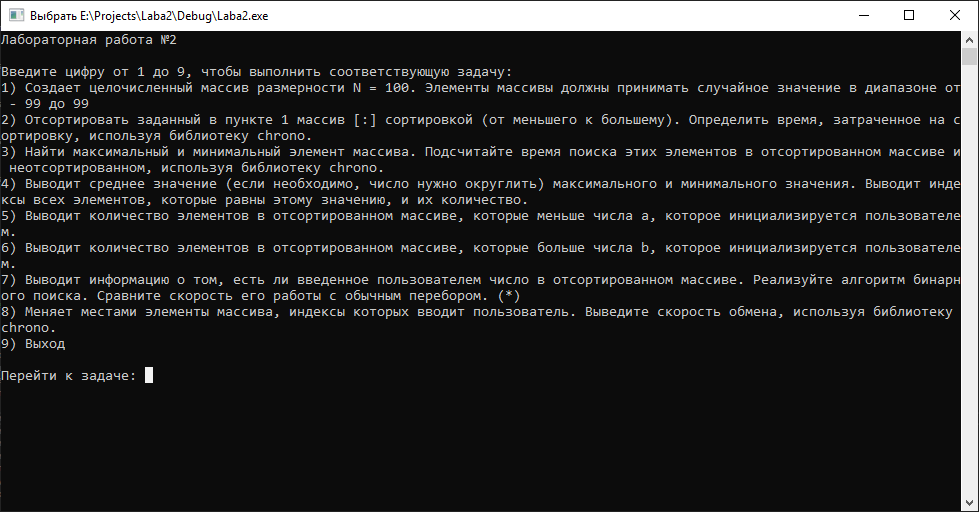 Выбрать E:\Projects\Laba2\Debug\Laba2.exe
Лабораторная работа №2
Введите цифру от 1 до 9, чтобы выполнить соответствующую задачу:
1) Создает целочисленный массив размерности N = 100. Элементы массивы должны принимать случайное значение в диапазоне от
- 99 до 99
2) Отсортировать заданный в пункте 1 массив [:] сортировкой (от меньшего к большему). Определить время, затраченное на с
ортировку, используя библиотеку chrono.
3) Найти максимальный и минимальный элемент массива. Подсчитайте время поиска этих элементов в отсортированном массиве и
неотсортированном, используя библиотеку chrono.
4) Выводит среднее значение (если необходимо, число нужно округлить) максимального и минимального значения. Выводит инде
ксы всех элементов, которые равны этому значению, и их количество.
5) Выводит количество элементов в отсортированном массиве, которые меньше числа a, которое инициализируется пользователе
м.
6) Выводит количество элементов в отсортированном массиве, которые больше числа b, которое инициализируется пользователе
м.
7) Выводит информацию о том, есть ли введенное пользователем число в отсортированном массиве. Реализуйте алгоритм бинарн
ого поиска. Сравните скорость его работы с обычным перебором. (*)
8) Меняет местами элементы массива, индексы которых вводит пользователь. Выведите скорость обмена, используя библиотеку
chrono.
9) Выход
Перейти к задаче: